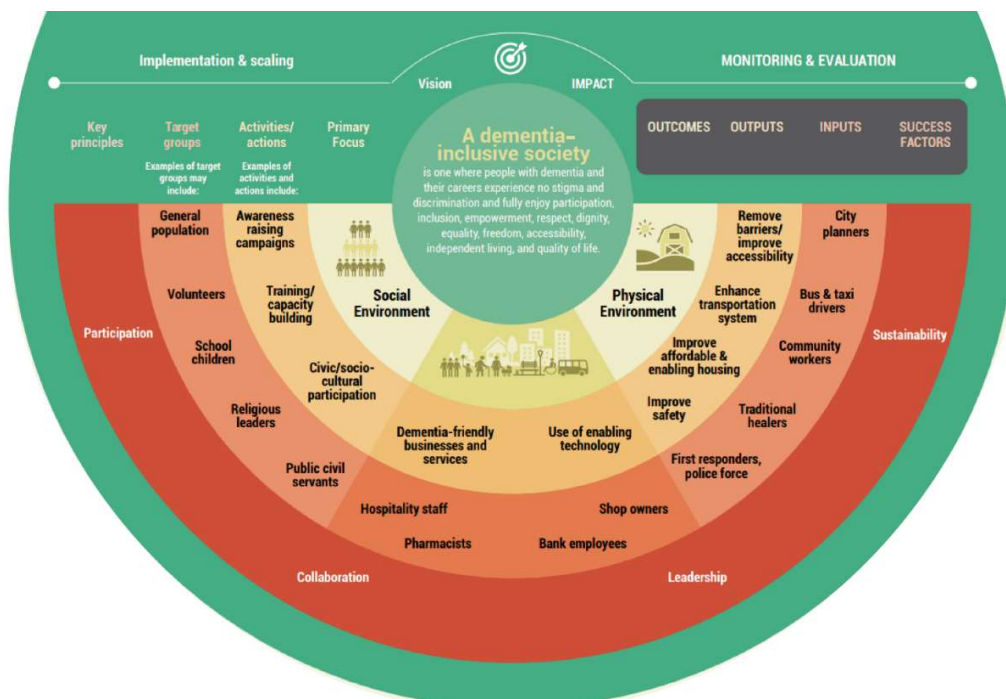 Implementation & scaling
MONITORING & EVALUATION
Vision
IMPACT
Key
principles
Target
groups
Activities/
actions
Primary
Focus
Examples of target
groups may
include:
Examples of
activities and
actions include:
A dementia–
inclusive society
is one where people with dementia and
their careers experience no stigma and
discrimination and fully enjoy participation,
inclusion, empowerment, respect, dignity,
equality, freedom, accessibility,
independent living, and quality of life.
OUTCOMES
OUTPUTS
INPUTS
SUCCESS
FACTORS
General
population
Volunteers
School
children
Religious
leaders
Public civil
servants
Awareness
raising
campaigns
Training/
capacity
building
Civic/socio-
cultural
participation
Social
Environment
Physical
Environment
Remove
barriers/
improve
accessibility
Enhance
transportation
system
Improve
affordable &
enabling housing
Improve
safety
City
planners
Bus & taxi
drivers
Community
workers
Traditional
healers
First responders,
police force
Dementia-friendly
businesses and
services
Use of enabling
technology
Hospitality staff
Shop owners
Pharmacists
Bank employees
Participation
Sustainability
Collaboration
Leadership